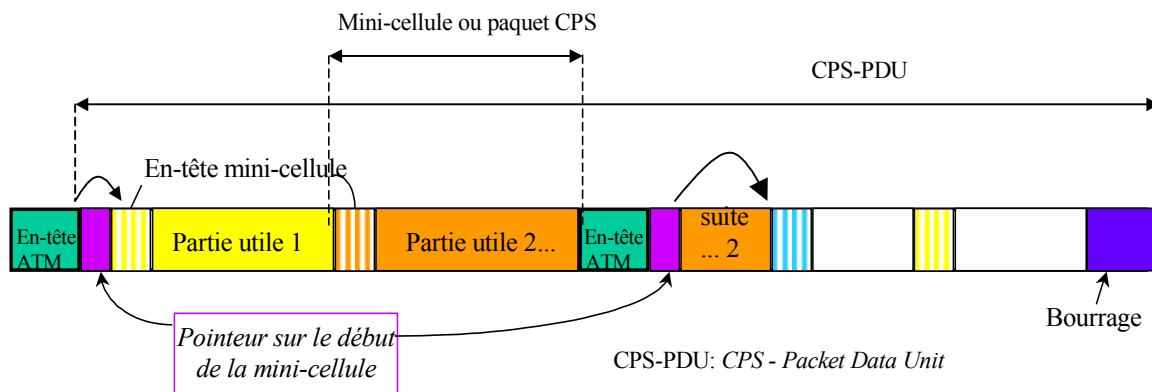 Mini-cellule ou paquet CPS
CPS-PDU
En-tête mini-cellule
En-tête
ATM
Partie utile 1
Partie utile 2...
En-tête
ATM
suite
... 2
Pointeur sur le début
de la mini-cellule
Bourrage
CPS-PDU: CPS - Packet Data Unit